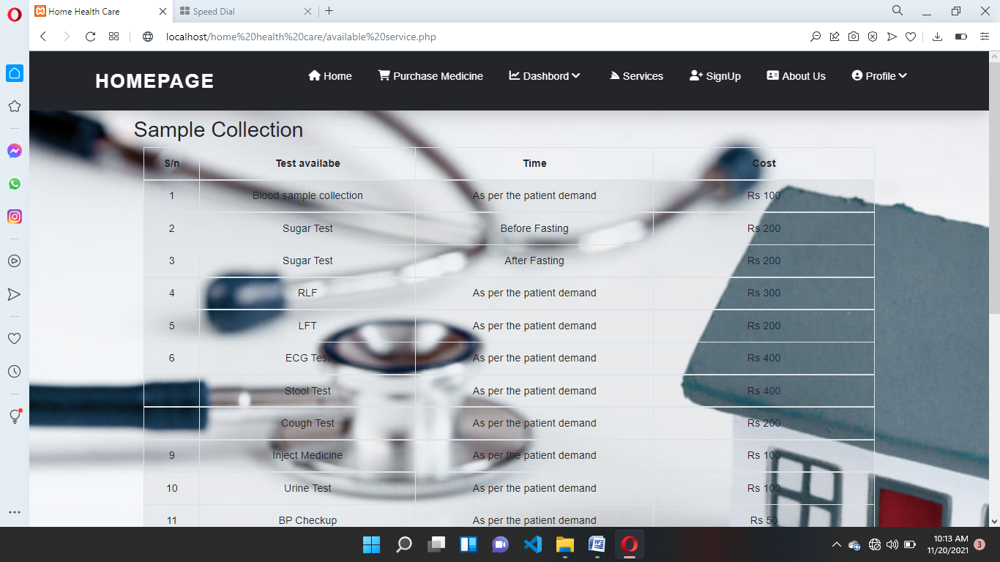 Home Health Care
Speed Dial
localhost/home%20health%20care/available%20service.php
HOMEPAGE
Home
Purchase Medicine
Dashbord
Services
SignUp
About Us
Profile
Sample Collection
S/n Test availabe Time Cost
1 Blood sample collection As per the patient demand Rs 100
2 Sugar Test Before Fasting Rs 200
3 Sugar Test After Fasting Rs 200
4 RLF As per the patient demand Rs 300
5 LFT As per the patient demand Rs 200
6 ECG Test As per the patient demand Rs 400
Stool Test As per the patient demand Rs 400
8 Cough Test As per the patient demand Rs 200
9 Inject Medicine As per the patient demand Rs 100
10 Urine Test As per the patient demand Rs 100
11 BP Checkup As per the patient demand Rs 50
10:13 AM
11/20/2021
3